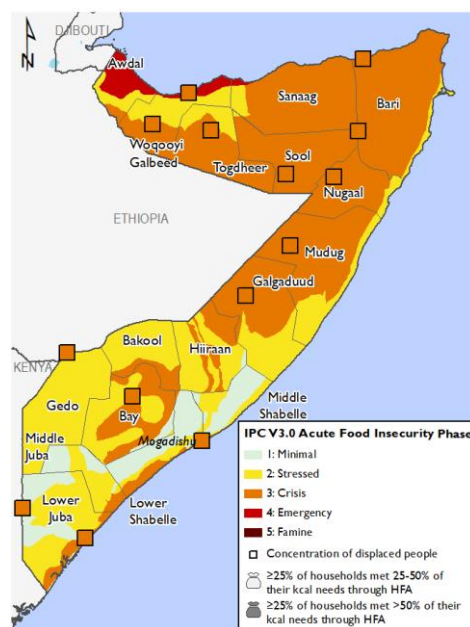 DJIBOUTI
N
Awdal
Sanaag
Bari
Woqooyi
Galbeed
Togdheer
Sool
Nugaal
ETHIOPIA
Mudug
Galgaduud
Bakool
Hiiraan
KENYA
Gedo
Bay
Middle
Shabelle
Mogadishu
Middle
Juba
Lower
Juba
Lower
Shabelle
IPC V3.0 Acute Food Insecurity Phase
1: Minimal
2: Stressed
3: Crisis
4: Emergency
5: Famine
Concentration of displaced people
≥25% of households met 25-50% of
their kcal needs through HFA
≥25% of households met >50% of their
kcal needs through HFA